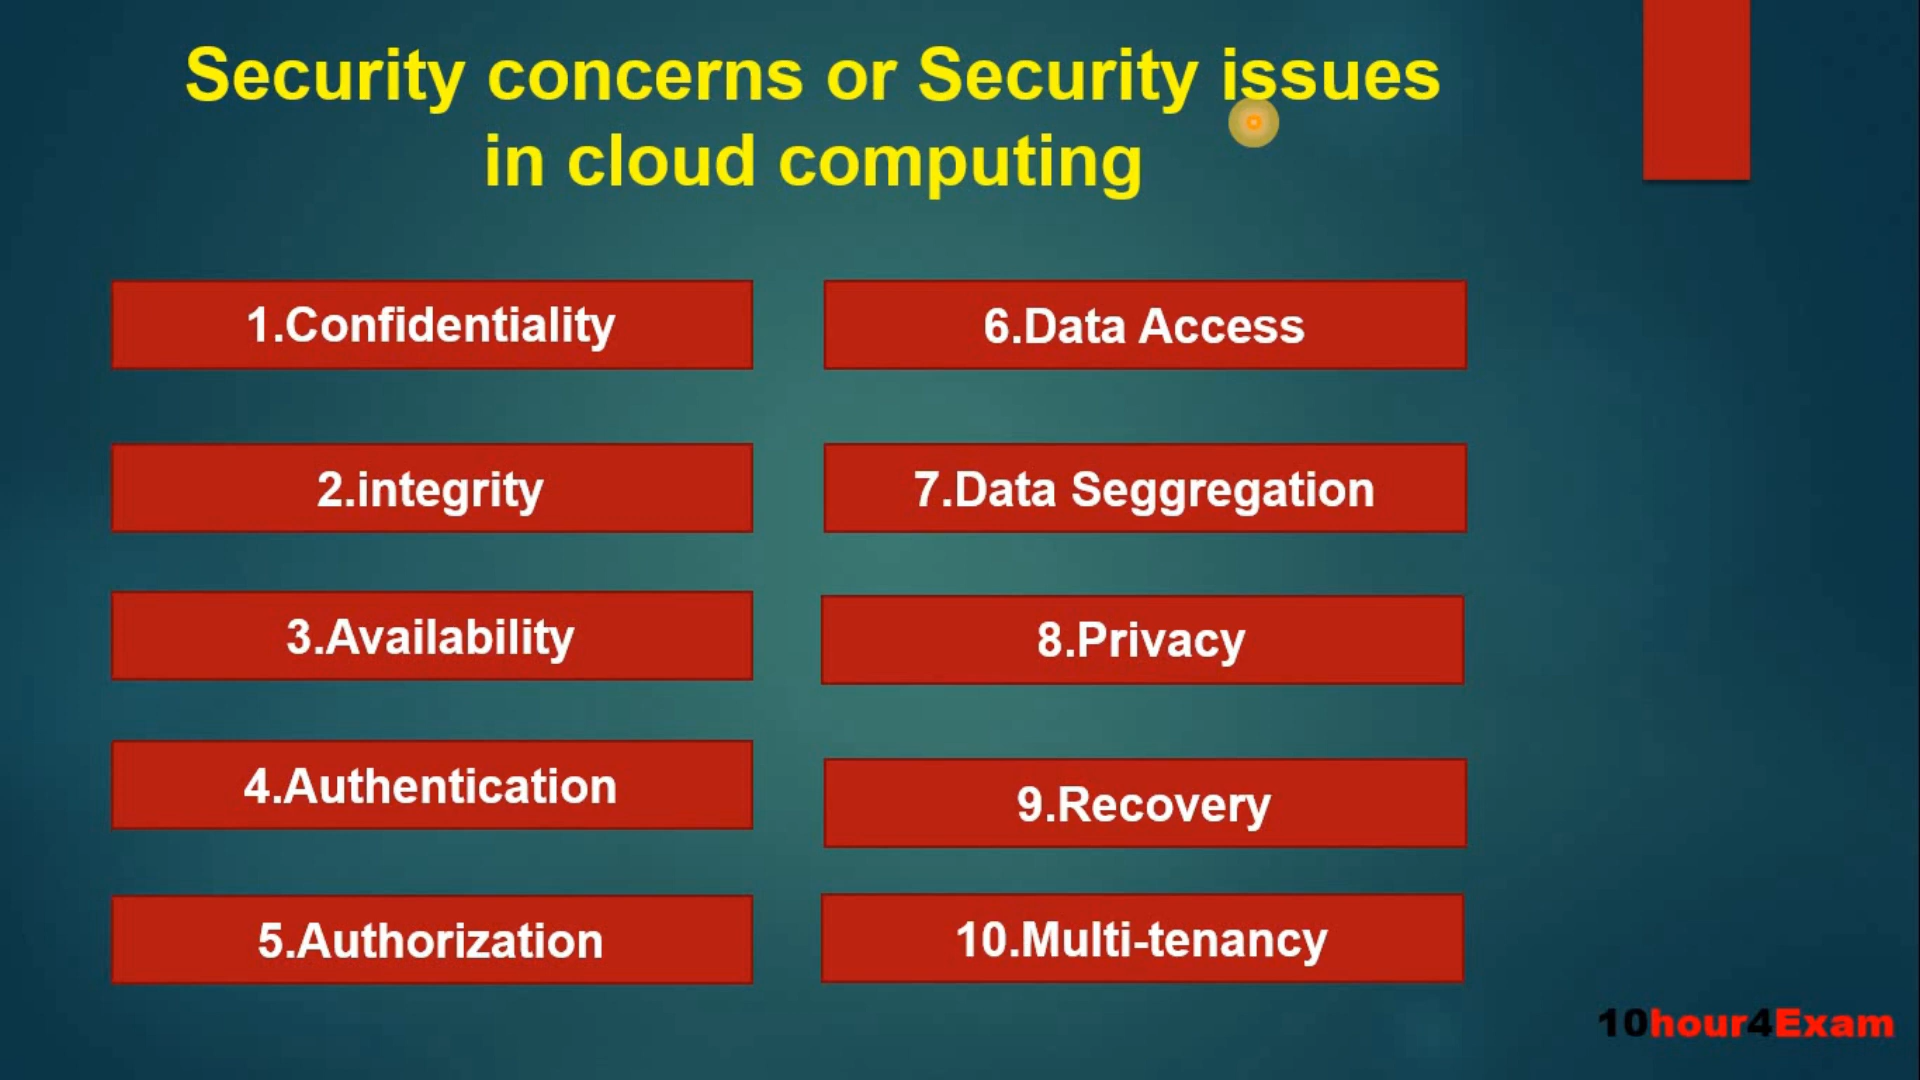 Security concerns or Security issues
in cloud computing
1.Confidentiality
2.integrity
3.Availability
4.Authentication
5.Authorization
6.Data Access
7.Data Seggregation
8.Privacy
9.Recovery
10.Multi-tenancy
10hour4Exam